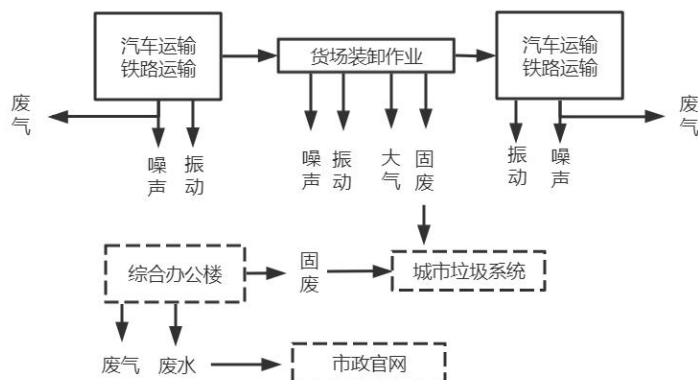 汽车运输
铁路运输
货场装卸作业
汽车运输
铁路运输
废气
噪声
振动
噪声
振动
大气
固废
振动
噪声
废气
综合办公楼
固废
城市垃圾系统
废气
废水
市政官网